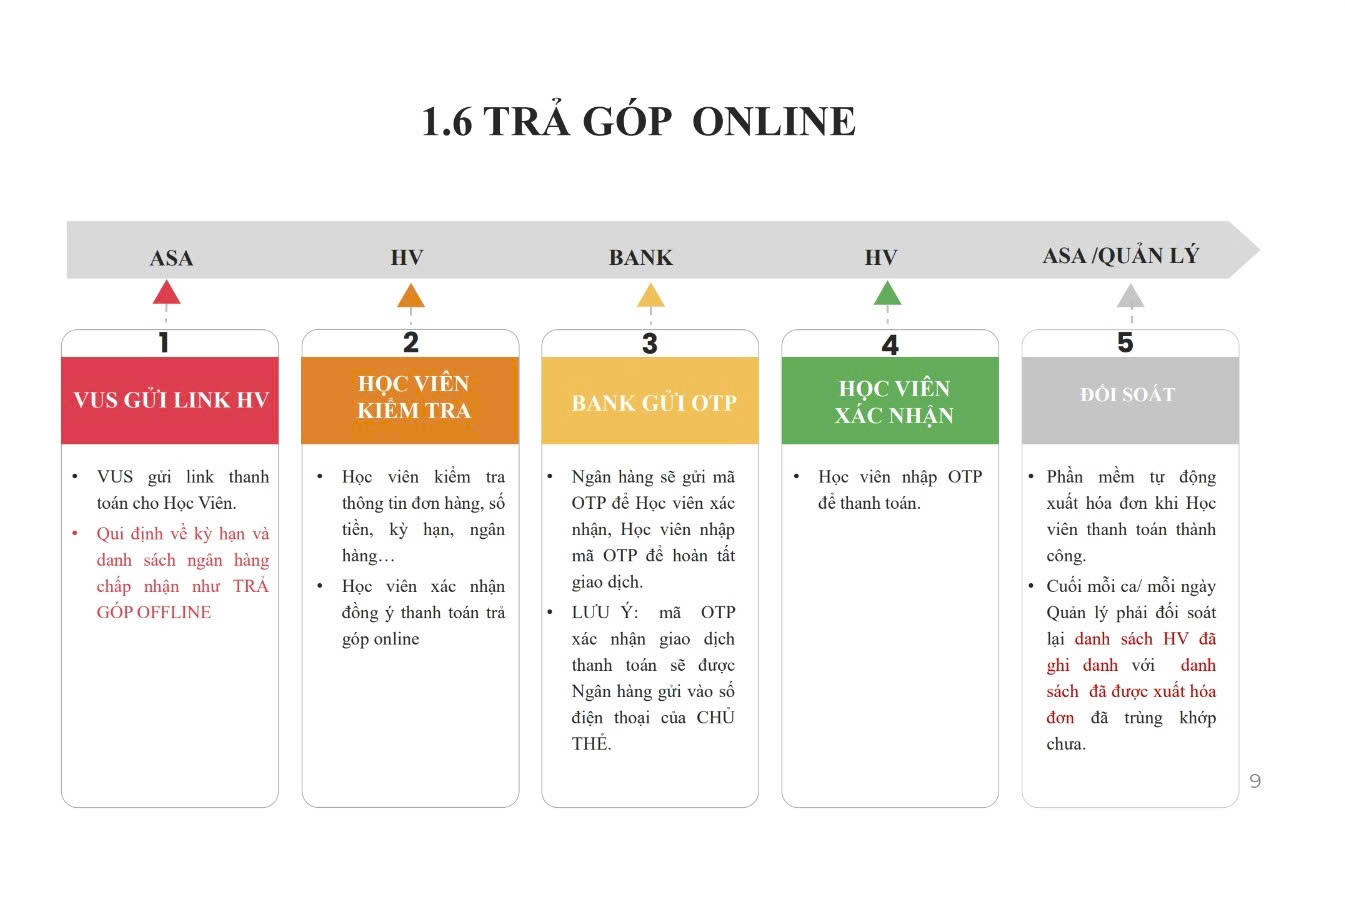 1.6 TRẢ GÓP ONLINE
ASA
HV
BANK
HV
ASA /QUẢN LÝ
1
VUS GỬI LINK HV
• VUS gửi link thanh
toán cho Học Viên.
• Qui định về kỳ hạn và
danh sách ngân hàng
chấp nhận như TRẢ
GÓP OFFLINE
2
HỌC VIÊN
KIỂM TRA
• Học viên kiểm tra
thông tin đơn hàng, số
tiền, kỳ hạn, ngân
hàng…
• Học viên xác nhận
đồng ý thanh toán trả
góp online
3
BANK GỬI OTP
• Ngân hàng sẽ gửi mã
OTP để Học viên xác
nhận, Học viên nhập
mã OTP để hoàn tất
giao dịch.
• LƯU Ý: mã OTP
xác nhận giao dịch
thanh toán sẽ được
Ngân hàng gửi vào số
điện thoại của CHỦ
THẺ.
4
HỌC VIÊN
XÁC NHẬN
• Học viên nhập OTP
để thanh toán.
5
ĐỐI SOÁT
• Phần mềm tự động
xuất hóa đơn khi Học
viên thanh toán thành
công.
• Cuối mỗi ca/ mỗi ngày
Quản lý phải đối soát
lại danh sách HV đã
ghi danh với danh
sách đã được xuất hóa
đơn đã trùng khớp
chưa.
9